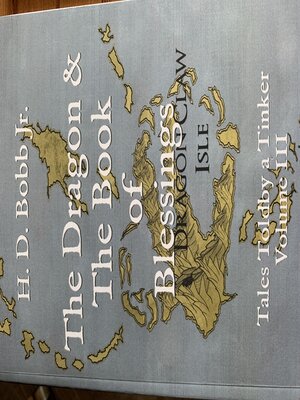 H. D. Bobb Jr.
The Dragon &
The Book
of
Blessings
DRAGON CLAW
ISLE
Tales Told by a Tinker
Volume III